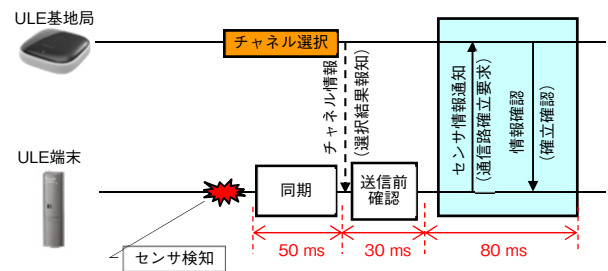 ULE基地局
チャネル選択
チャネル情報
(選択結果報知)
センサ情報通知
(通信路確立要求)
情報確認
(確立確認)
ULE端末
同期
送信前
確認
50 ms
30 ms
80 ms
センサ検知